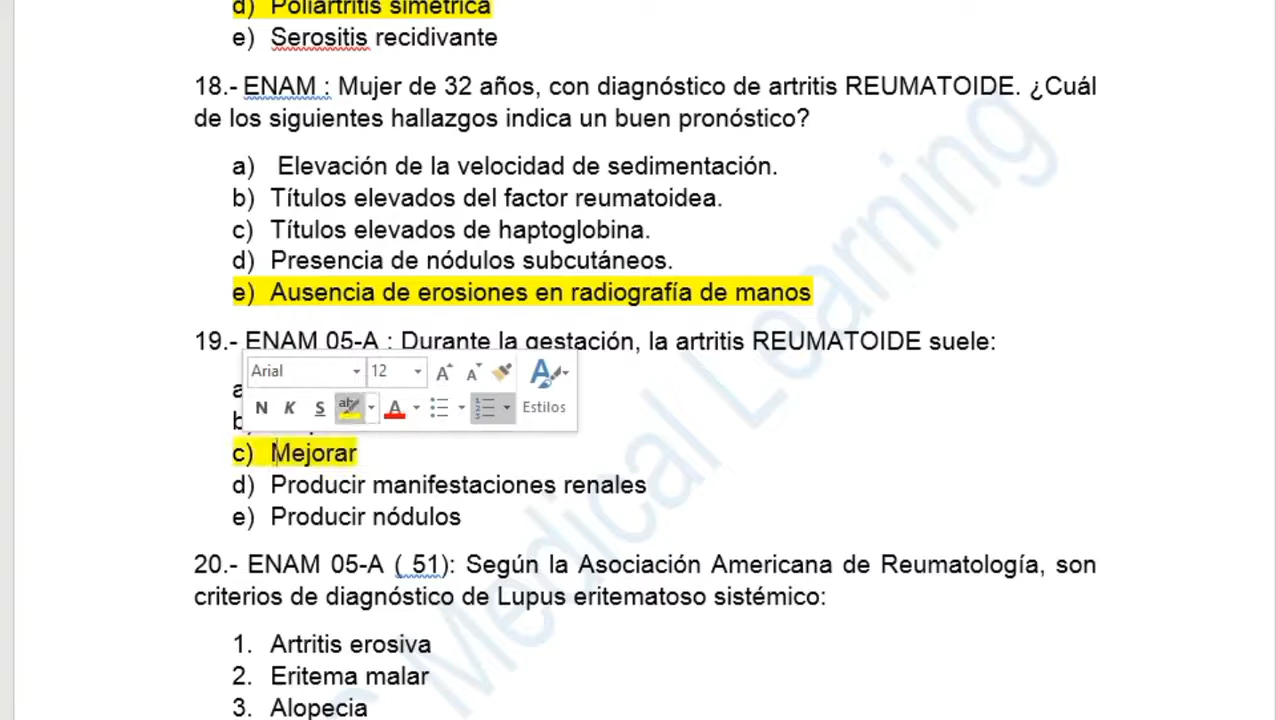 d) Poliartritis simétrica
e) Serositis recidivante
18.- ENAM : Mujer de 32 años, con diagnóstico de artritis REUMATOIDE. ¿Cuál
de los siguientes hallazgos indica un buen pronóstico?
a) Elevación de la velocidad de sedimentación.
b) Títulos elevados del factor reumatoidea.
c) Títulos elevados de haptoglobina.
d) Presencia de nódulos subcutáneos.
e) Ausencia de erosiones en radiografía de manos
19.- ENAM 05-A : Durante la gestación, la artritis REUMATOIDE suele:
Arial 12
N K S ab A Estilos
c) Mejorar
d) Producir manifestaciones renales
e) Producir nódulos
20.- ENAM 05-A ( 51): Según la Asociación Americana de Reumatología, son
criterios de diagnóstico de Lupus eritematoso sistémico:
1. Artritis erosiva
2. Eritema malar
3. Alopecia
Medical Learning